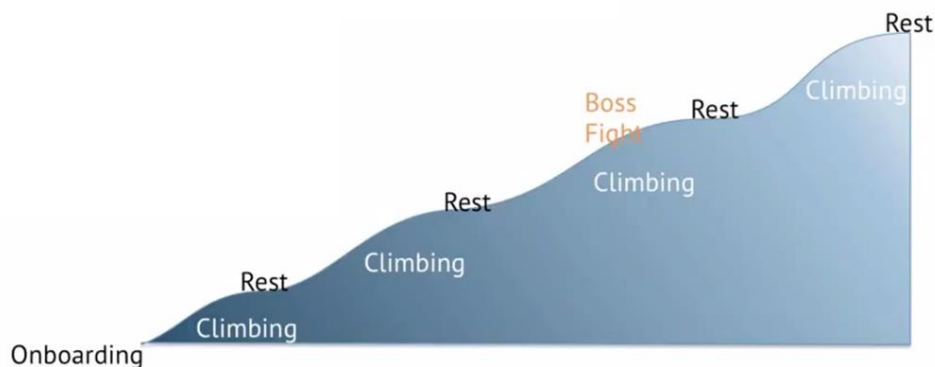 Rest
Climbing
Boss
Fight
Rest
Climbing
Rest
Climbing
Rest
Climbing
Onboarding